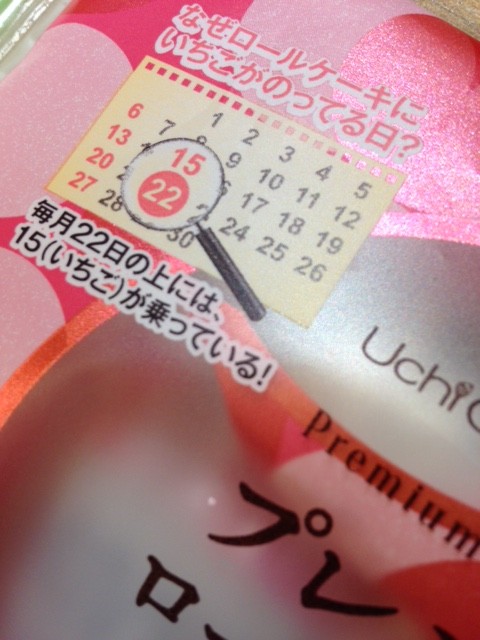 なぜロールケーキに
いちごがのってる日?
1 2 3 4 5
6 7 8 9 10 11 12
13 15 17 18 19
20 22 24 25 26
27 28 30
毎月22日の上には、
15(いちご)が乗っている!
Uchi
Premium
プレ
ロ